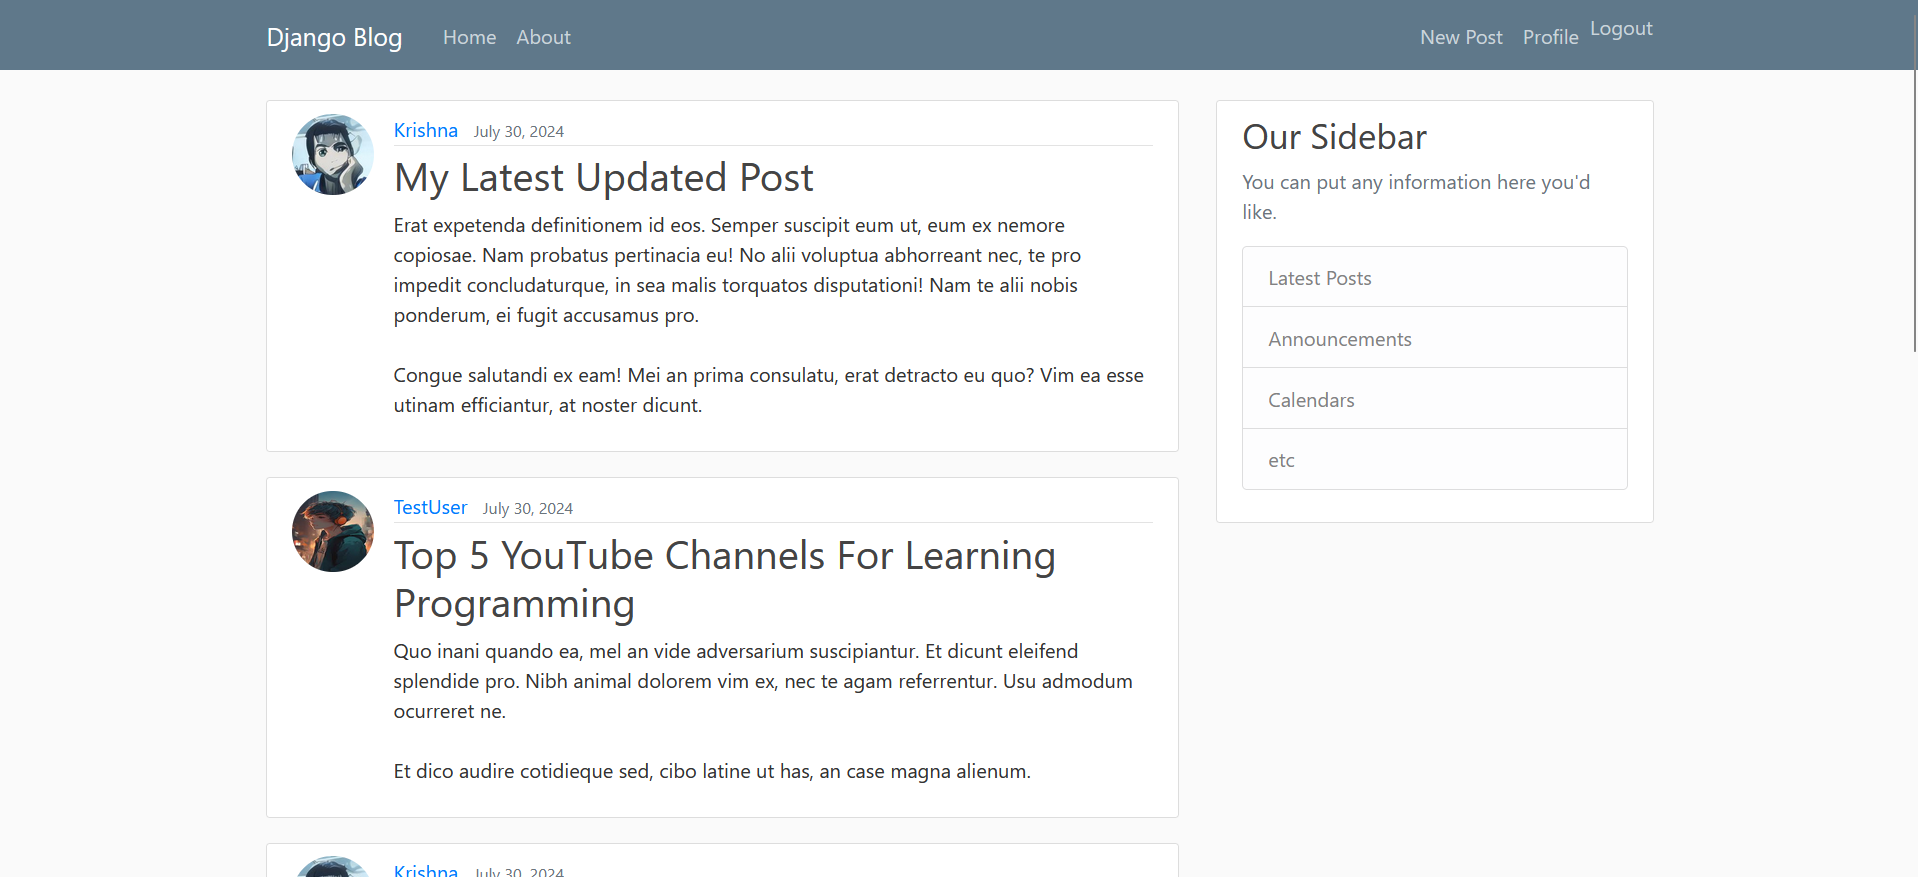 Django Blog Home About New Post Profile Logout
Krishna July 30, 2024
My Latest Updated Post
Erat expetenda definitionem id eos. Semper suscipit eum ut, eum ex nemore
copiosae. Nam probatus pertinacia eu! No alii voluptua abhorreant nec, te pro
impedit concludaturque, in sea malis torquatos disputationi! Nam te alii nobis
ponderum, ei fugit accusamus pro.
Congue salutandi ex eam! Mei an prima consulatu, erat detracto eu quo? Vim ea esse
utinam efficiantur, at noster dicunt.
TestUser July 30, 2024
Top 5 YouTube Channels For Learning
Programming
Quo inani quando ea, mel an vide adversarium suscipiantur. Et dicunt eleifend
splendide pro. Nibh animal dolorem vim ex, nec te agam referrentur. Usu admodum
ocurreret ne.
Et dico audire cotidieque sed, cibo latine ut has, an case magna alienum.
Krishna July 30, 2024
Our Sidebar
You can put any information here you'd
like.
Latest Posts
Announcements
Calendars
etc